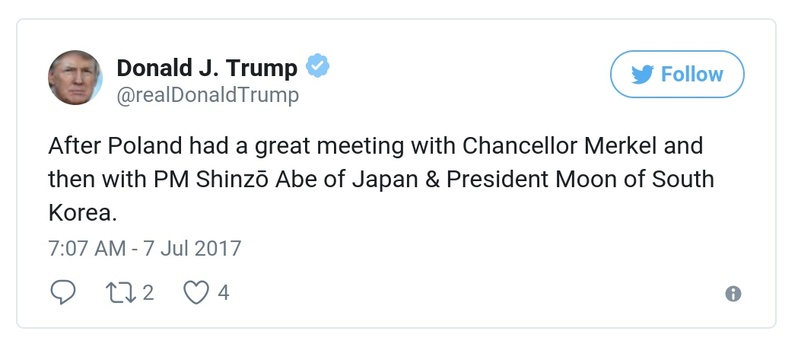 Donald J. Trump
Follow
@realDonaldTrump
After Poland had a great meeting with Chancellor Merkel and
then with PM Shinzō Abe of Japan & President Moon of South
Korea.
7:07 AM - 7 Jul 2017
2 4